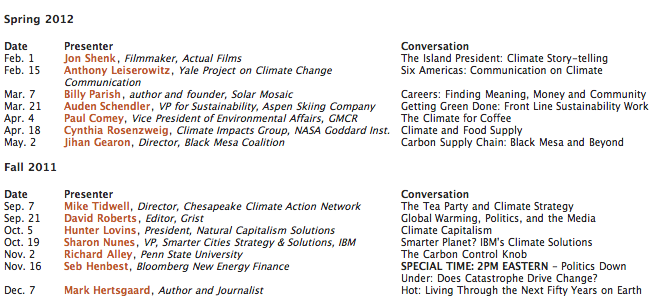 Spring 2012
Date Presenter Conversation
Feb. 1 Jon Shenk, Filmmaker, Actual Films The Island President: Climate Story-telling
Feb. 15 Anthony Leiserowitz, Yale Project on Climate Change Six Americas: Communication on Climate
Communication
Mar. 7 Billy Parish, author and founder, Solar Mosaic Careers: Finding Meaning, Money and Community
Mar. 21 Auden Schendler, VP for Sustainability, Aspen Skiing Company Getting Green Done: Front Line Sustainability Work
Apr. 4 Paul Comey, Vice President of Environmental Affairs, GMCR The Climate for Coffee
Apr. 18 Cynthia Rosenzweig, Climate Impacts Group, NASA Goddard Inst. Climate and Food Supply
May. 2 Jihan Gearon, Director, Black Mesa Coalition Carbon Supply Chain: Black Mesa and Beyond
Fall 2011
Date Presenter Conversation
Sep. 7 Mike Tidwell, Director, Chesapeake Climate Action Network The Tea Party and Climate Strategy
Sep. 21 David Roberts, Editor, Grist Global Warming, Politics, and the Media
Oct. 5 Hunter Lovins, President, Natural Capitalism Solutions Climate Capitalism
Oct. 19 Sharon Nunes, VP, Smarter Cities Strategy & Solutions, IBM Smarter Planet? IBM's Climate Solutions
Nov. 2 Richard Alley, Penn State University The Carbon Control Knob
Nov. 16 Seb Henbest, Bloomberg New Energy Finance SPECIAL TIME: 2PM EASTERN - Politics Down
Under: Does Catastrophe Drive Change?
Dec. 7 Mark Hertsgaard, Author and Journalist Hot: Living Through the Next Fifty Years on Earth